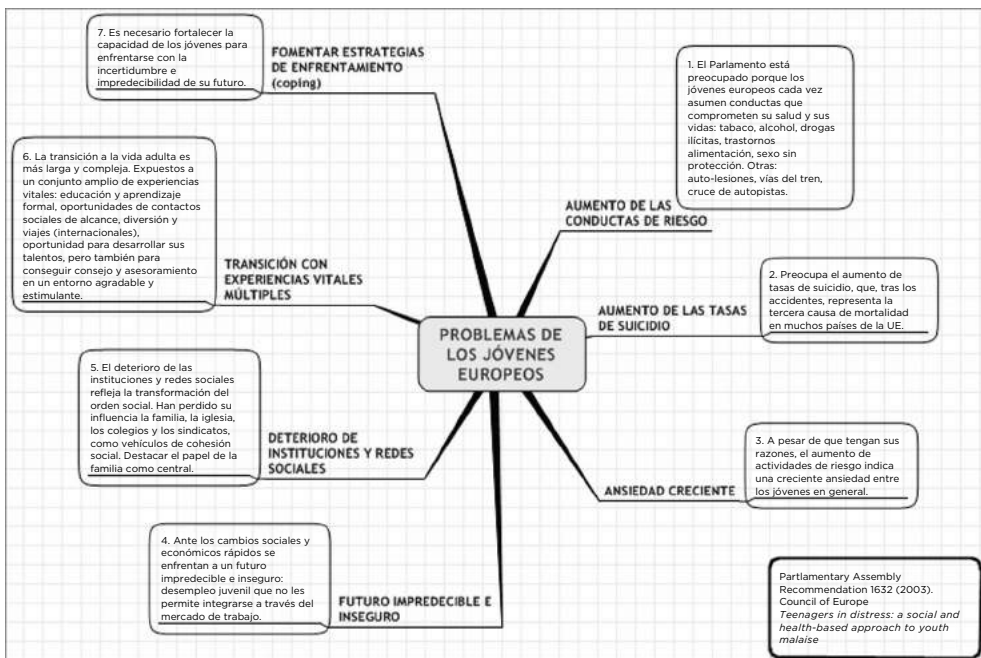 PROBLEMAS DE
LOS JÓVENES
EUROPEOS
1. El Parlamento está
preocupado porque los
jóvenes europeos cada vez
asumen conductas que
comprometen su salud y sus
vidas: tabaco, alcohol, drogas
ilícitas, trastornos
alimentación, sexo sin
protección. Otras:
auto-lesiones, vías del tren,
cruce de autopistas.
AUMENTO DE LAS
CONDUCTAS DE RIESGO
2. Preocupa el aumento de
tasas de suicidio, que, tras los
accidentes, representa la
tercera causa de mortalidad
en muchos países de la UE.
AUMENTO DE LAS TASAS
DE SUICIDIO
3. A pesar de que tengan sus
razones, el aumento de
actividades de riesgo indica
una creciente ansiedad entre
los jóvenes en general.
ANSIEDAD CRECIENTE
4. Ante los cambios sociales y
económicos rápidos se
enfrentan a un futuro
impredecible e inseguro:
desempleo juvenil que no les
permite integrarse a través del
mercado de trabajo.
FUTURO IMPREDECIBLE E
INSEGURO
5. El deterioro de las
instituciones y redes sociales
refleja la transformación del
orden social. Han perdido su
influencia la familia, la iglesia,
los colegios y los sindicatos,
como vehículos de cohesión
social. Destacar el papel de la
familia como central.
DETERIORO DE
INSTITUCIONES Y REDES
SOCIALES
6. La transición a la vida adulta es
más larga y compleja. Expuestos a
un conjunto amplio de experiencias
vitales: educación y aprendizaje
formal, oportunidades de contactos
sociales de alcance, diversión y
viajes (internacionales),
oportunidad para desarrollar sus
talentos, pero también para
conseguir consejo y asesoramiento
en un entorno agradable y
estimulante.
TRANSICIÓN CON
EXPERIENCIAS VITALES
MÚLTIPLES
7. Es necesario fortalecer la
capacidad de los jóvenes para
enfrentarse con la
incertidumbre e
impredecibilidad de su futuro.
FOMENTAR ESTRATEGIAS
DE ENFRENTAMIENTO
(coping)
Partlamentary Assembly
Recommendation 1632 (2003).
Council of Europe
Teenagers in distress: a social and
health-based approach to youth
malaise